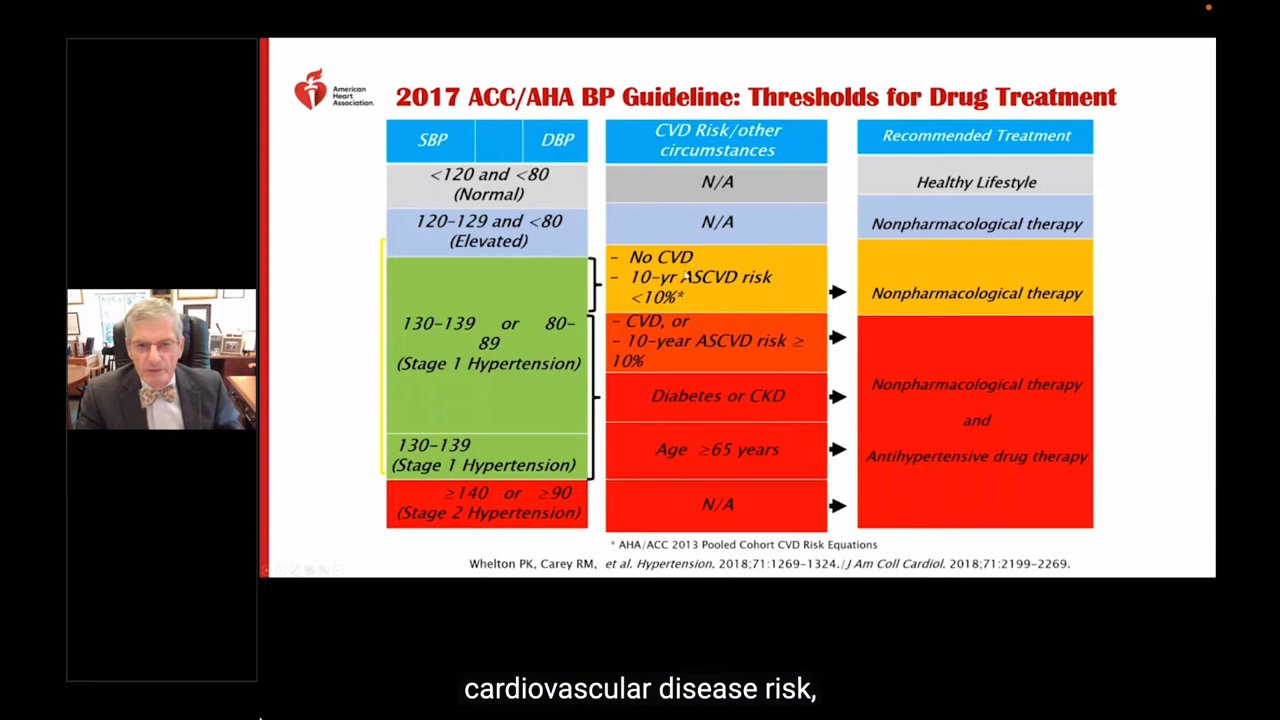 American
Heart
Association.
2017 ACC/AHA BP Guideline: Thresholds for Drug Treatment
SBP DBP
CVD Risk/other
circumstances
Recommended Treatment
<120 and <80
(Normal)
N/A
Healthy Lifestyle
120-129 and <80
(Elevated)
N/A
Nonpharmacological therapy
130-139 or 80-
89
(Stage 1 Hypertension)
- No CVD
- 10-yr ASCVD risk
<10%*
Nonpharmacological therapy
- CVD, or
- 10-year ASCVD risk ≥
10%
Diabetes or CKD
130-139
(Stage 1 Hypertension)
Age ≥65 years
≥140 or ≥90
(Stage 2 Hypertension)
N/A
Nonpharmacological therapy
and
Antihypertensive drug therapy
* AHA/ACC 2013 Pooled Cohort CVD Risk Equations
Whelton PK, Carey RM, et al. Hypertension. 2018;71:1269-1324./J Am Coll Cardiol. 2018;71:2199-2269.
cardiovascular disease risk,